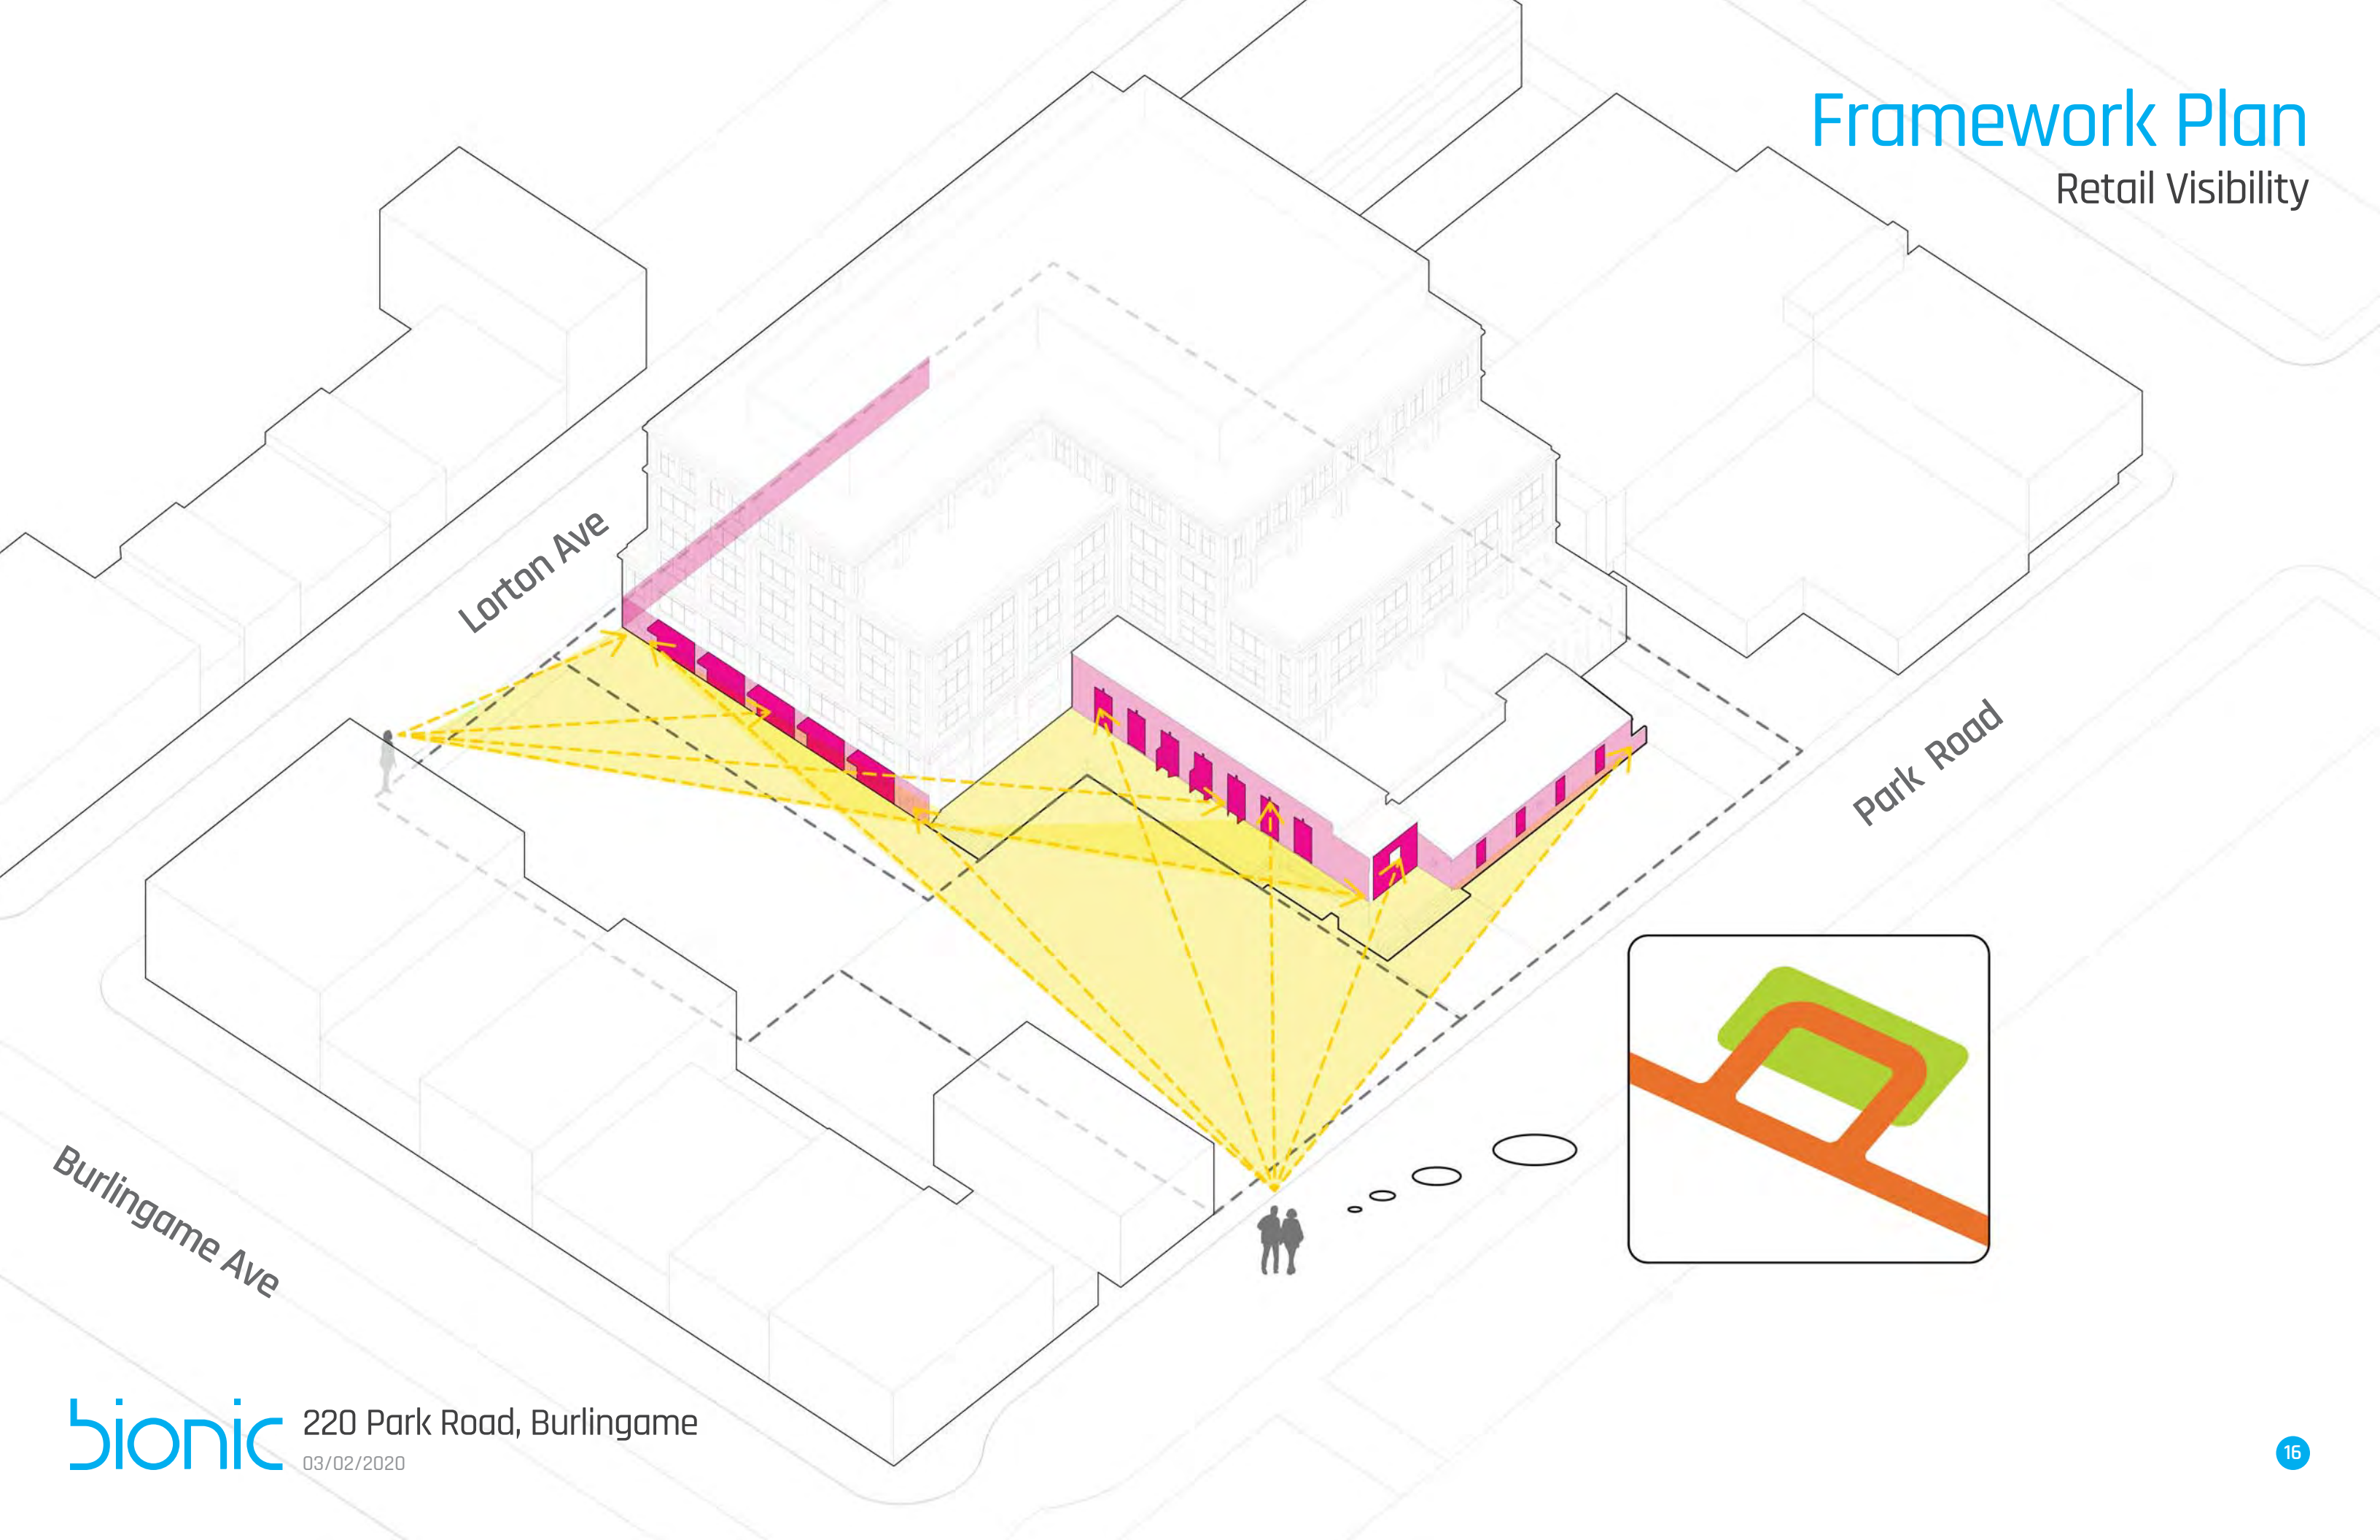 Framework Plan
Retail Visibility
Lorton Ave
Park Road
Burlingame Ave
bionic
220 Park Road, Burlingame
03/02/2020
16